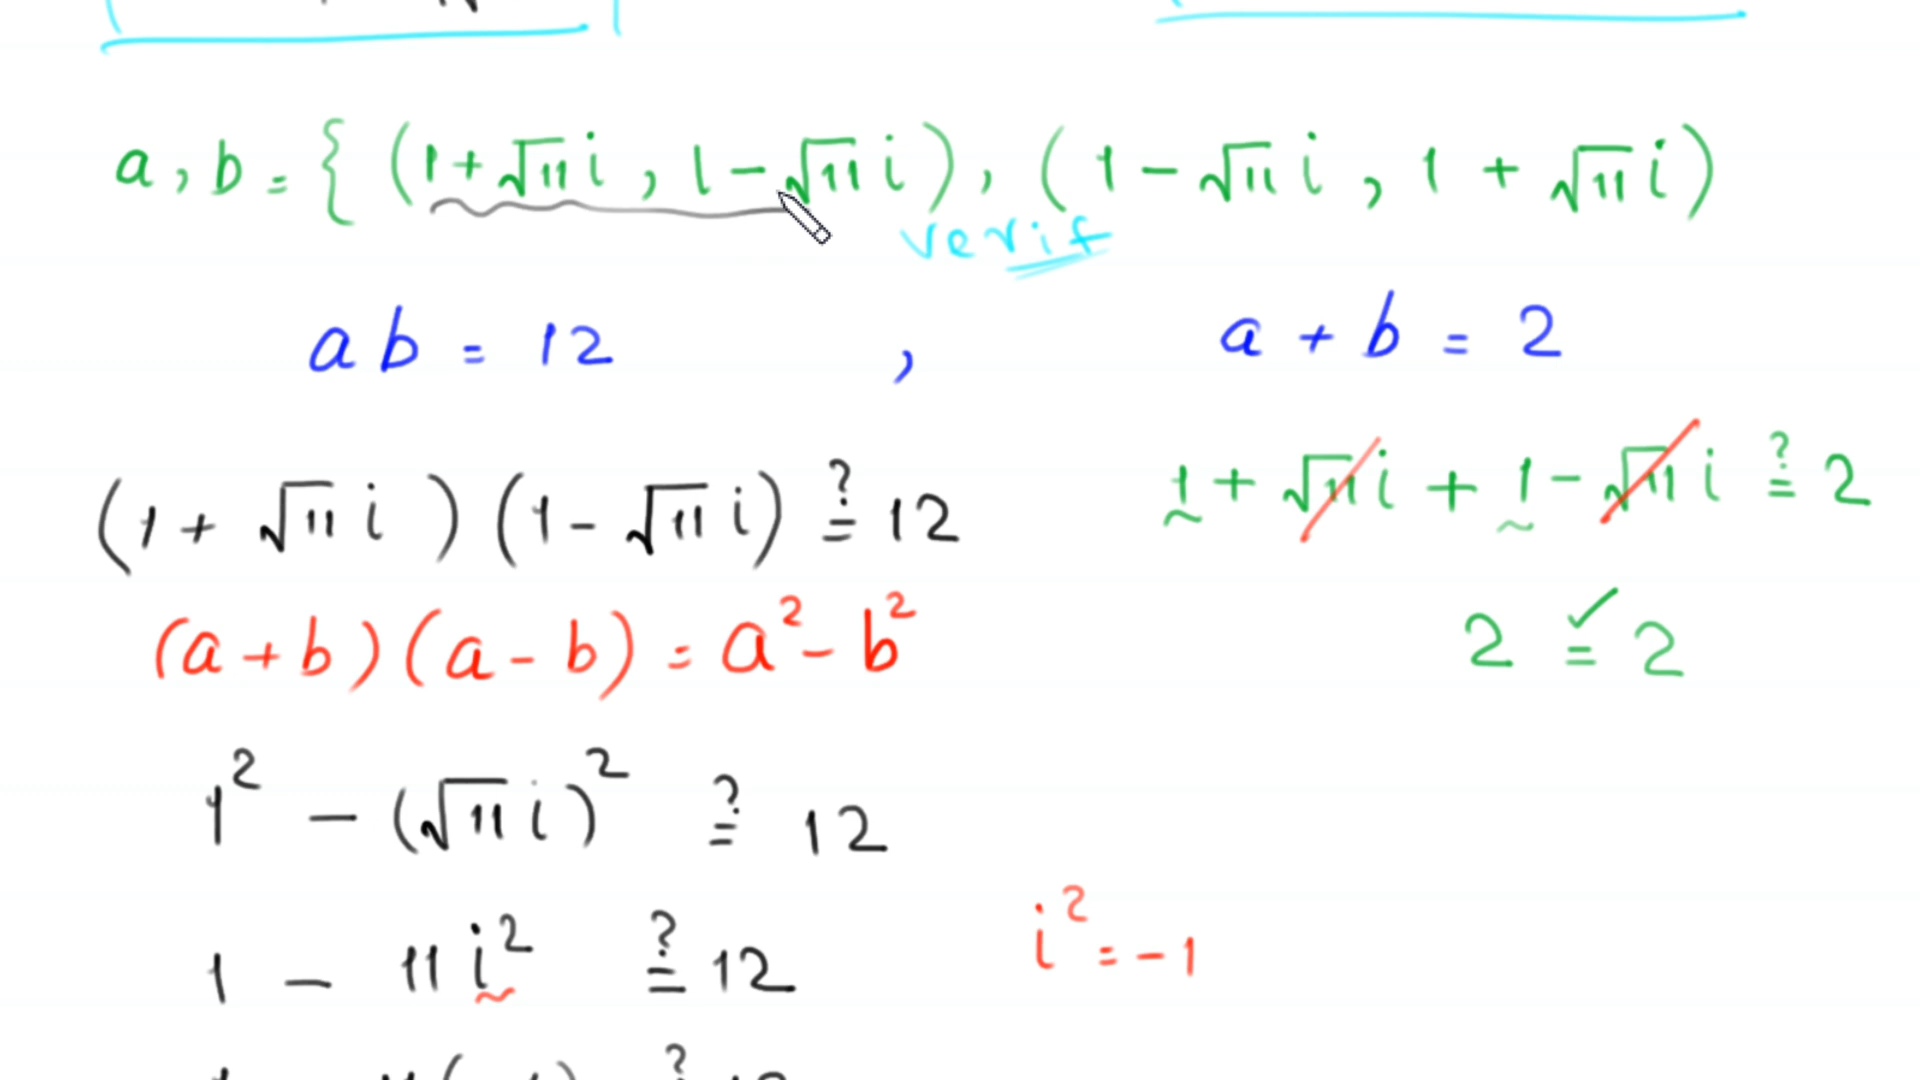 a, b = { (1 + √11 i , 1 - √11 i) , (1 - √11 i , 1 + √11 i)
verif
ab = 12 , a + b = 2
(1 + √11 i) (1 - √11 i) ≟ 12
1 + √11 i + 1 - √11 i ≟ 2
(a + b) (a - b) = a² - b²
2 = 2 ✓
1² - (√11 i)² ≟ 12
1 - 11 i² ≟ 12
i² = -1